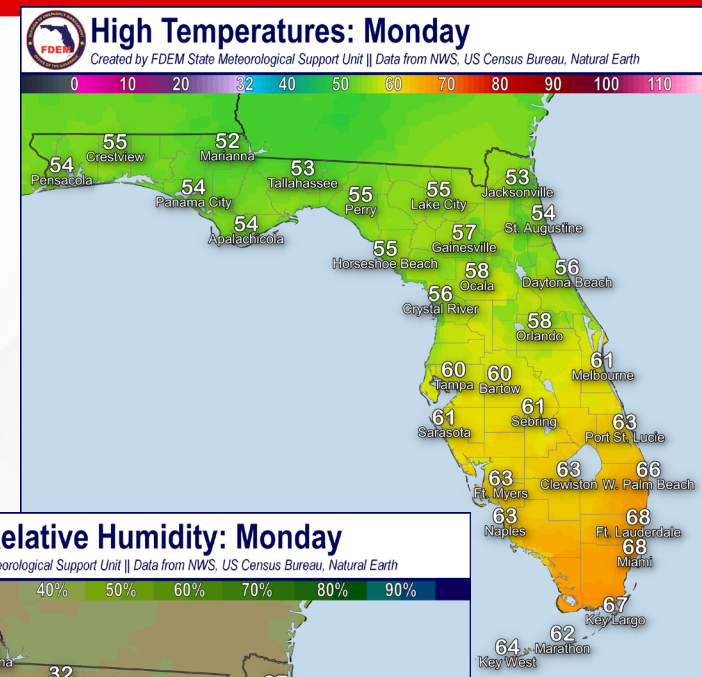 FDEM
High Temperatures: Monday
Created by FDEM State Meteorological Support Unit || Data from NWS, US Census Bureau, Natural Earth
0 10 20 32 40 50 60 70 80 90 100 110
55
Crestview
52
Marianna
54
Pensacola
53
Tallahassee
54
Panama City
55
Perry
55
Lake City
53
Jacksonville
54
Apalachicola
54
St. Augustine
57
Gainesville
55
Horseshoe Beach
58
Ocala
56
Daytona Beach
56
Crystal River
58
Orlando
60
Tampa
60
Bartow
61
Melbourne
61
Sarasota
61
Sebring
63
Port St. Lucie
63
Ft. Myers
63
Clewiston
66
W. Palm Beach
63
Naples
68
Ft. Lauderdale
68
Miami
67
Key Largo
62
Marathon
64
Key West
elative Humidity: Monday
eorological Support Unit || Data from NWS, US Census Bureau, Natural Earth
40% 50% 60% 70% 80% 90%
na
32